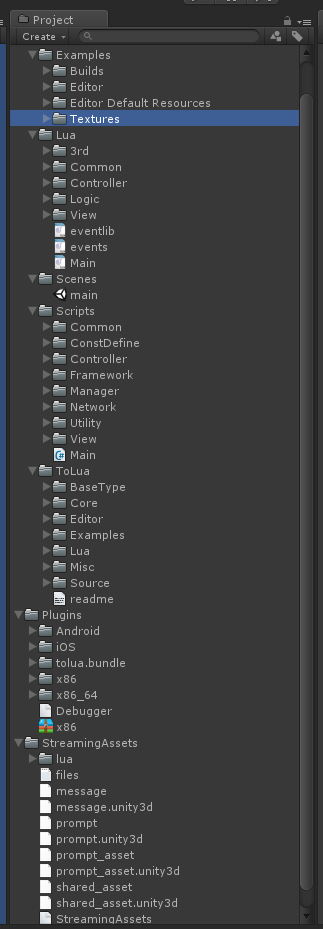 Project
Create
Examples
Builds
Editor
Editor Default Resources
Textures
Lua
3rd
Common
Controller
Logic
View
eventlib
events
Main
Scenes
main
Scripts
Common
ConstDefine
Controller
Framework
Manager
Network
Utility
View
Main
ToLua
BaseType
Core
Editor
Examples
Lua
Misc
Source
readme
Plugins
Android
iOS
tolua.bundle
x86
x86_64
Debugger
x86
StreamingAssets
lua
files
message
message.unity3d
prompt
prompt.unity3d
prompt_asset
prompt_asset.unity3d
shared_asset
shared_asset.unity3d
StreamingAssets